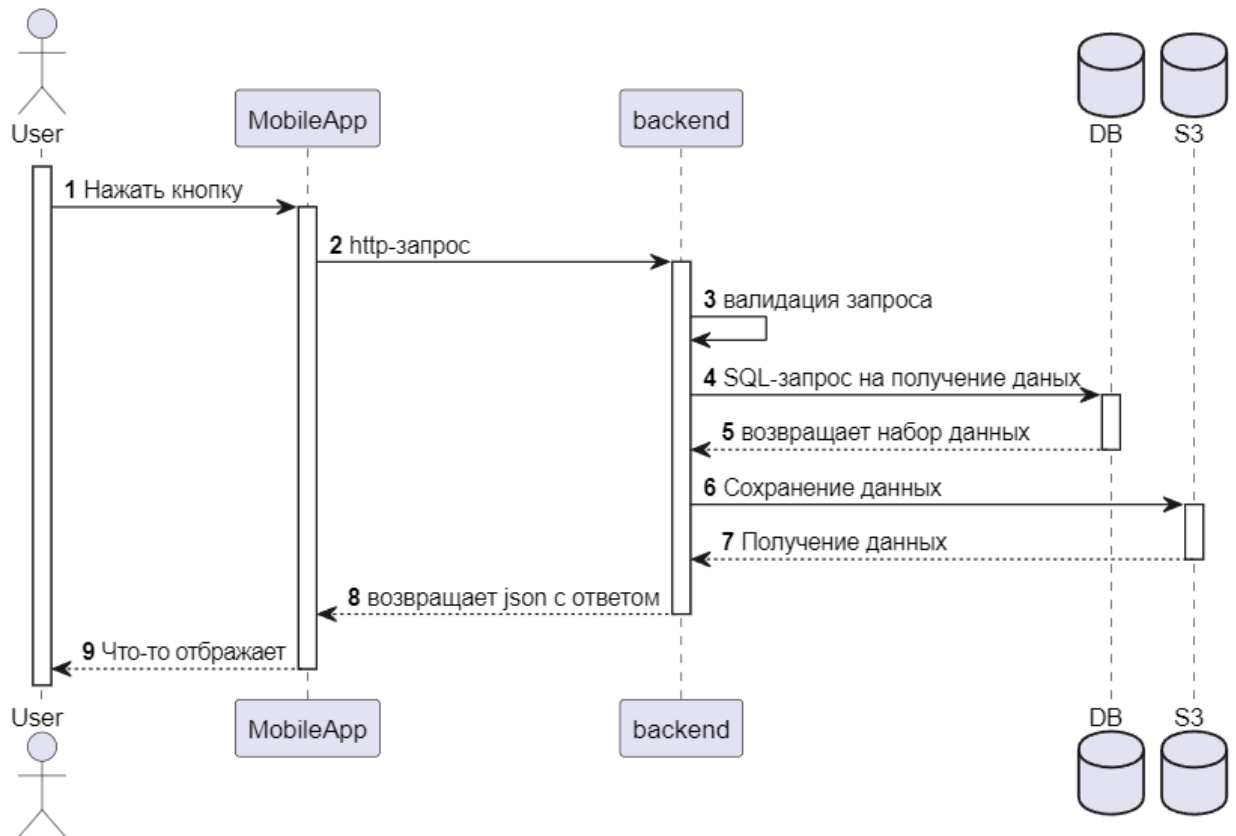 User
MobileApp
backend
DB
S3
1 Нажать кнопку
2 http-запрос
3 валидация запроса
4 SQL-запрос на получение даных
5 возвращает набор данных
6 Сохранение данных
7 Получение данных
8 возвращает json с ответом
9 Что-то отбражает
User
MobileApp
backend
DB
S3